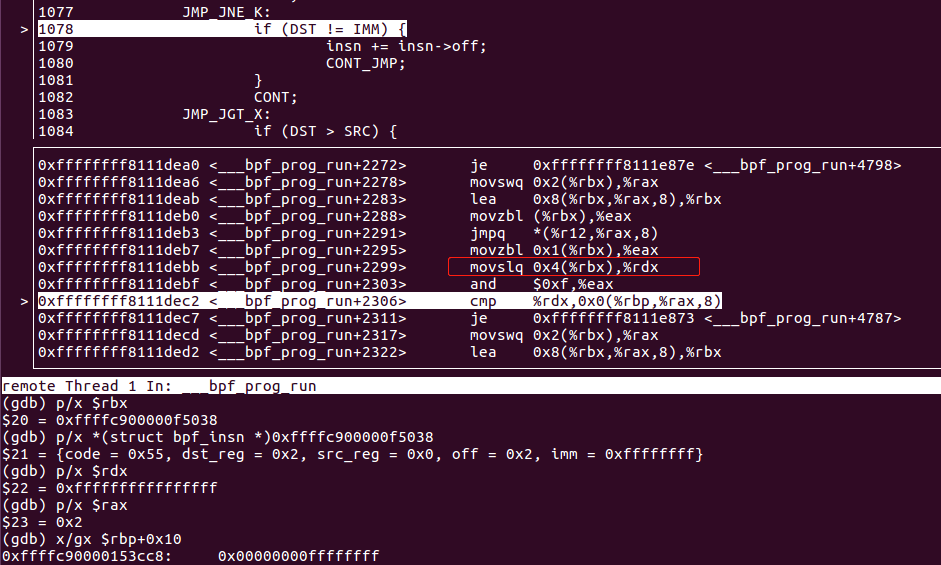 1077 JMP_JNE_K:
> 1078 if (DST != IMM) {
1079 insn += insn->off;
1080 CONT_JMP;
1081 }
1082 CONT;
1083 JMP_JGT_X:
1084 if (DST > SRC) {
0xffffffff8111dea0 <___bpf_prog_run+2272> je 0xffffffff8111e87e <___bpf_prog_run+4798>
0xffffffff8111dea6 <___bpf_prog_run+2278> movswq 0x2(%rbx),%rax
0xffffffff8111deab <___bpf_prog_run+2283> lea 0x8(%rbx,%rax,8),%rbx
0xffffffff8111deb0 <___bpf_prog_run+2288> movzbl (%rbx),%eax
0xffffffff8111deb3 <___bpf_prog_run+2291> jmpq *(%r12,%rax,8)
0xffffffff8111deb7 <___bpf_prog_run+2295> movzbl 0x1(%rbx),%eax
0xffffffff8111debb <___bpf_prog_run+2299> movslq 0x4(%rbx),%rdx
0xffffffff8111debf <___bpf_prog_run+2303> and $0xf,%eax
> 0xffffffff8111dec2 <___bpf_prog_run+2306> cmp %rdx,0x0(%rbp,%rax,8)
0xffffffff8111dec7 <___bpf_prog_run+2311> je 0xffffffff8111e873 <___bpf_prog_run+4787>
0xffffffff8111decd <___bpf_prog_run+2317> movswq 0x2(%rbx),%rax
0xffffffff8111ded2 <___bpf_prog_run+2322> lea 0x8(%rbx,%rax,8),%rbx
remote Thread 1 In: ___bpf_prog_run
(gdb) p/x $rbx
$20 = 0xffffc900000f5038
(gdb) p/x *(struct bpf_insn *)0xffffc900000f5038
$21 = {code = 0x55, dst_reg = 0x2, src_reg = 0x0, off = 0x2, imm = 0xffffffff}
(gdb) p/x $rdx
$22 = 0xffffffffffffffff
(gdb) p/x $rax
$23 = 0x2
(gdb) x/gx $rbp+0x10
0xffffc90000153cc8: 0x00000000ffffffff